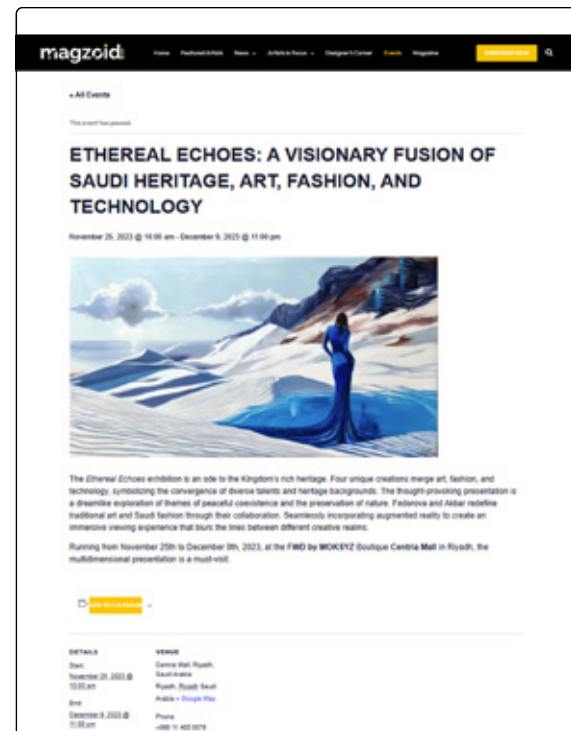 magzoid
Home Featured Artists News Artists in Focus Designer's Corner Events Magazine SUBSCRIBE NOW
« All Events
This event has passed.
ETHEREAL ECHOES: A VISIONARY FUSION OF
SAUDI HERITAGE, ART, FASHION, AND
TECHNOLOGY
November 25, 2023 @ 10:00 am - December 9, 2023 @ 11:00 pm
The Ethereal Echoes exhibition is an ode to the Kingdom's rich heritage. Four unique creations merge art, fashion, and
technology, symbolizing the convergence of diverse talents and heritage backgrounds. The thought-provoking presentation is
a dreamlike exploration of themes of peaceful coexistence and the preservation of nature. Fedorova and Akbar redefine
traditional art and Saudi fashion through their collaboration. Seamlessly incorporating augmented reality to create an
immersive viewing experience that blurs the lines between different creative realms.
Running from November 25th to December 9th, 2023, at the FWD by MOKSYZ Boutique Centria Mall in Riyadh, the
multidimensional presentation is a must-visit.
ADD TO CALENDAR
DETAILS
Start:
November 25, 2023 @
10:00 am
End:
December 9, 2023 @
11:00 pm
VENUE
Centria Mall, Riyadh,
Saudi Arabia
Riyadh, Riyadh Saudi
Arabia + Google Map
Phone